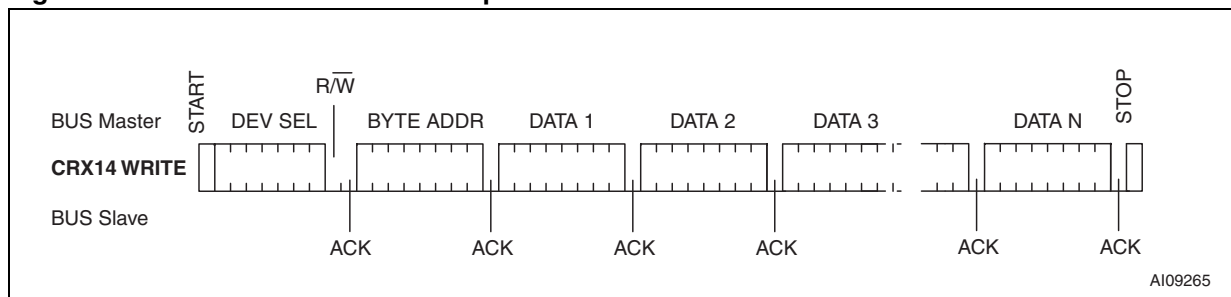 START
R/W̅
STOP
BUS Master DEV SEL BYTE ADDR DATA 1 DATA 2 DATA 3 DATA N
CRX14 WRITE
BUS Slave
ACK ACK ACK ACK ACK ACK
AI09265